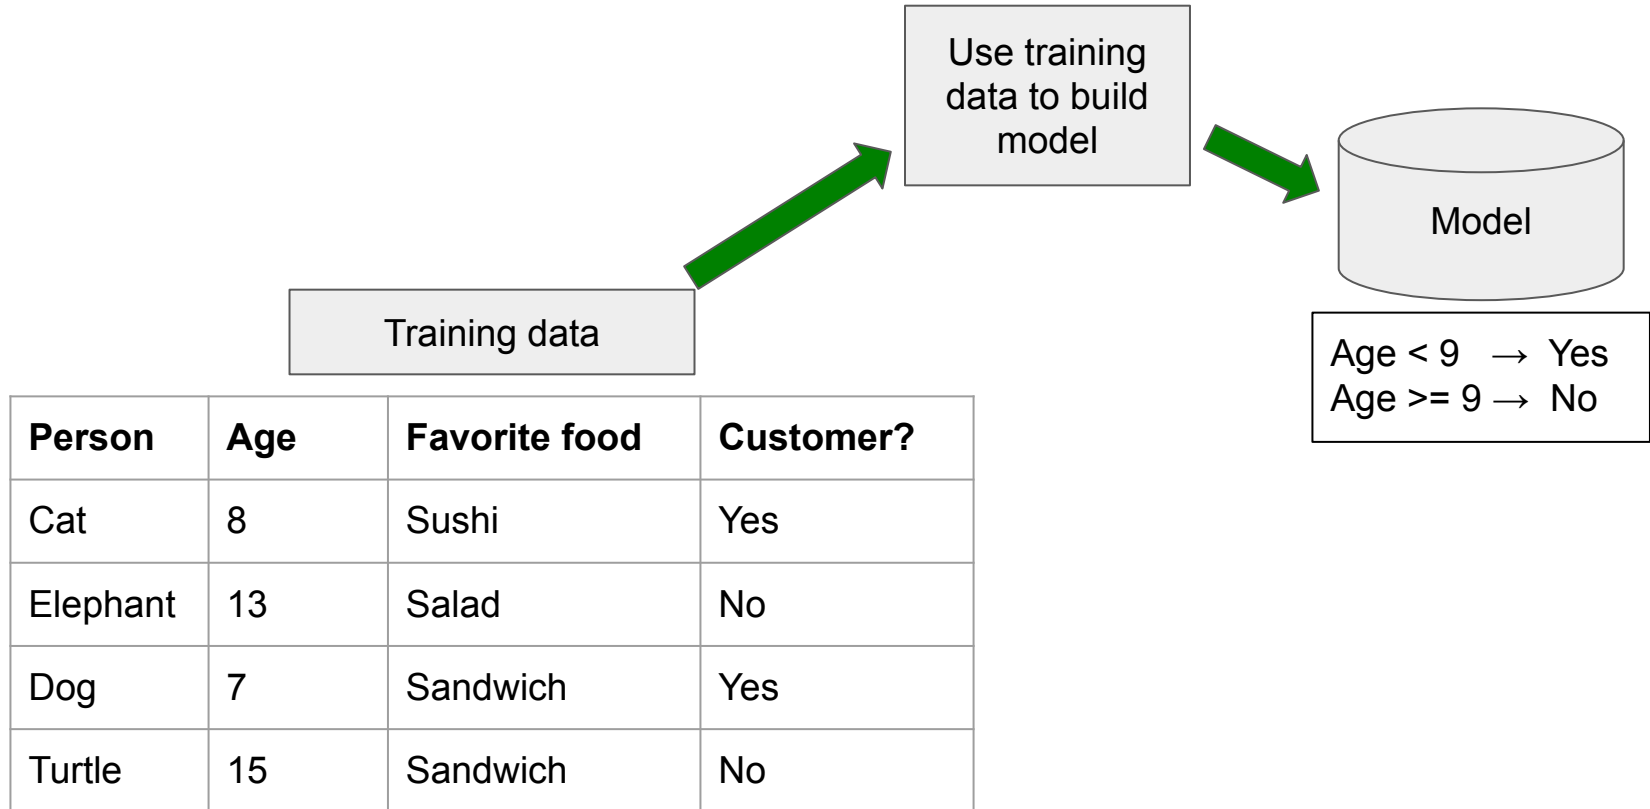 Use training
data to build
model
Model
Training data
Age < 9 → Yes
Age >= 9 → No
Person Age Favorite food Customer?
Cat 8 Sushi Yes
Elephant 13 Salad No
Dog 7 Sandwich Yes
Turtle 15 Sandwich No